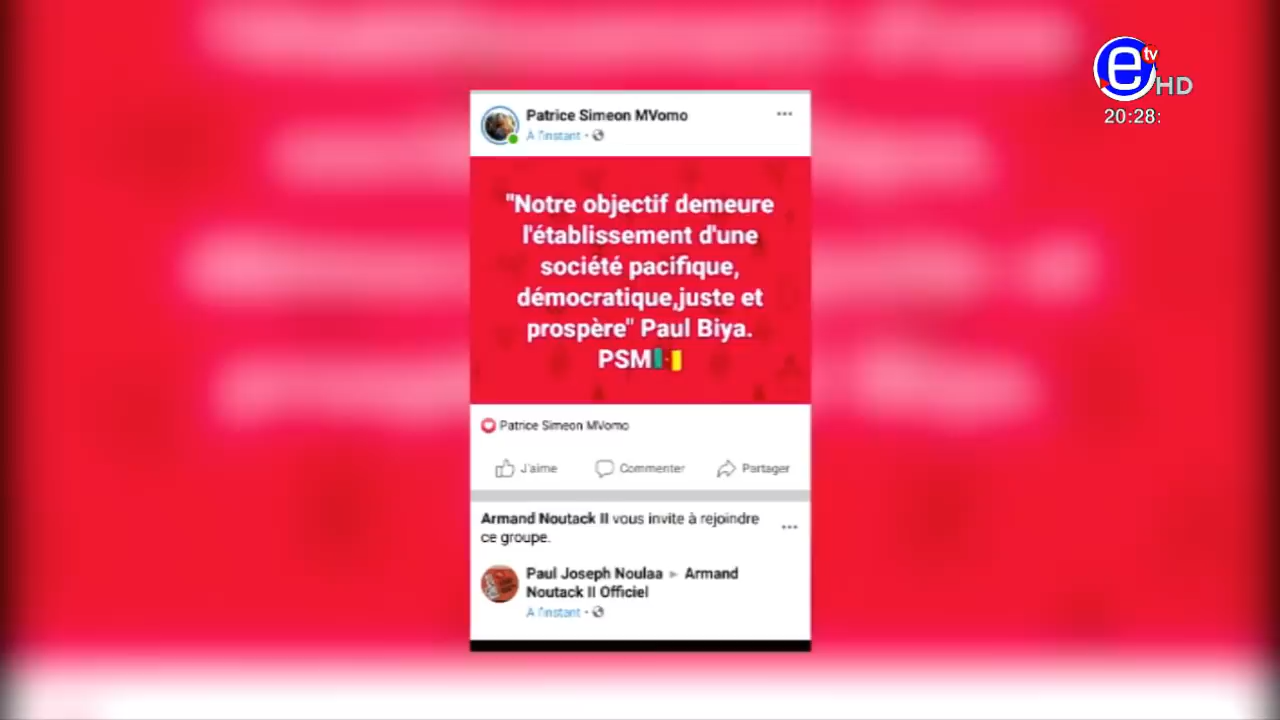 e tv
HD
20:28:
Patrice Simeon MVomo
À l'instant
"Notre objectif demeure
l'établissement d'une
société pacifique,
démocratique,juste et
prospère" Paul Biya.
PSM🇨🇲
Patrice Simeon MVomo
J'aime
Commenter
Partager
Armand Noutack II vous invite à rejoindre
ce groupe.
Paul Joseph Noulaa ► Armand
Noutack II Officiel
À l'instant